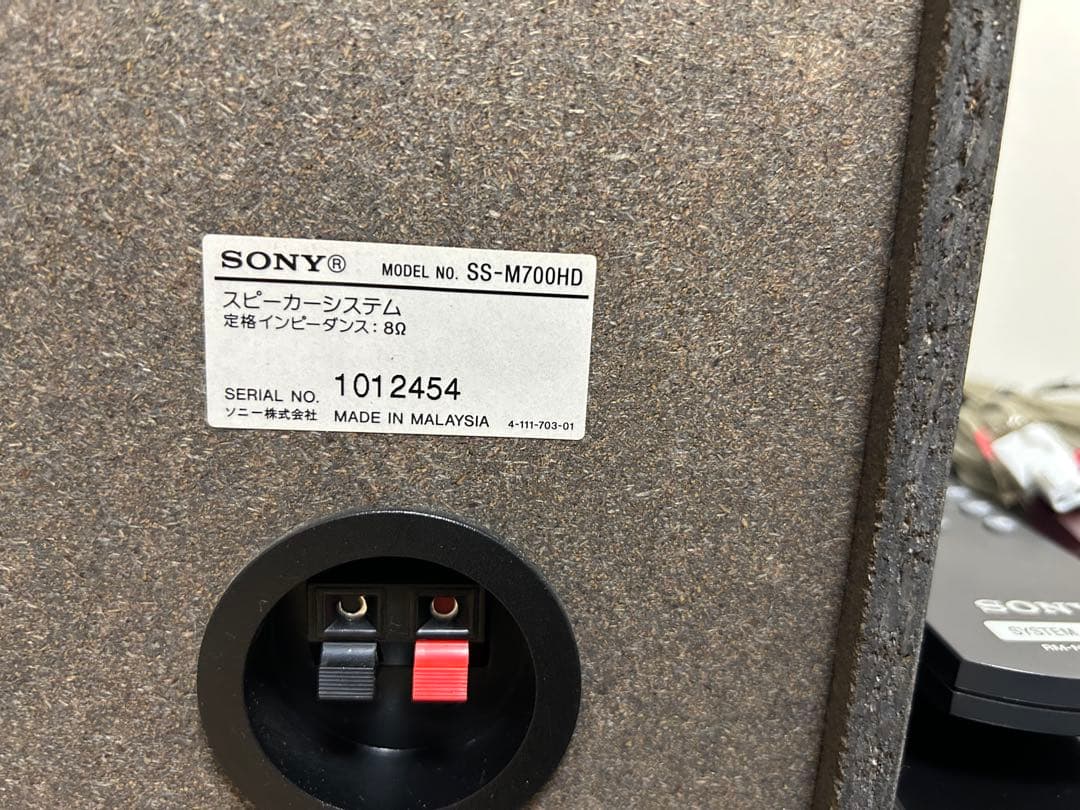 SONY® MODEL NO. SS-M700HD
スピーカーシステム
定格インピーダンス：8Ω
SERIAL NO. 1012454
ソニー株式会社 MADE IN MALAYSIA 4-111-703-01
SONY
SYSTEM